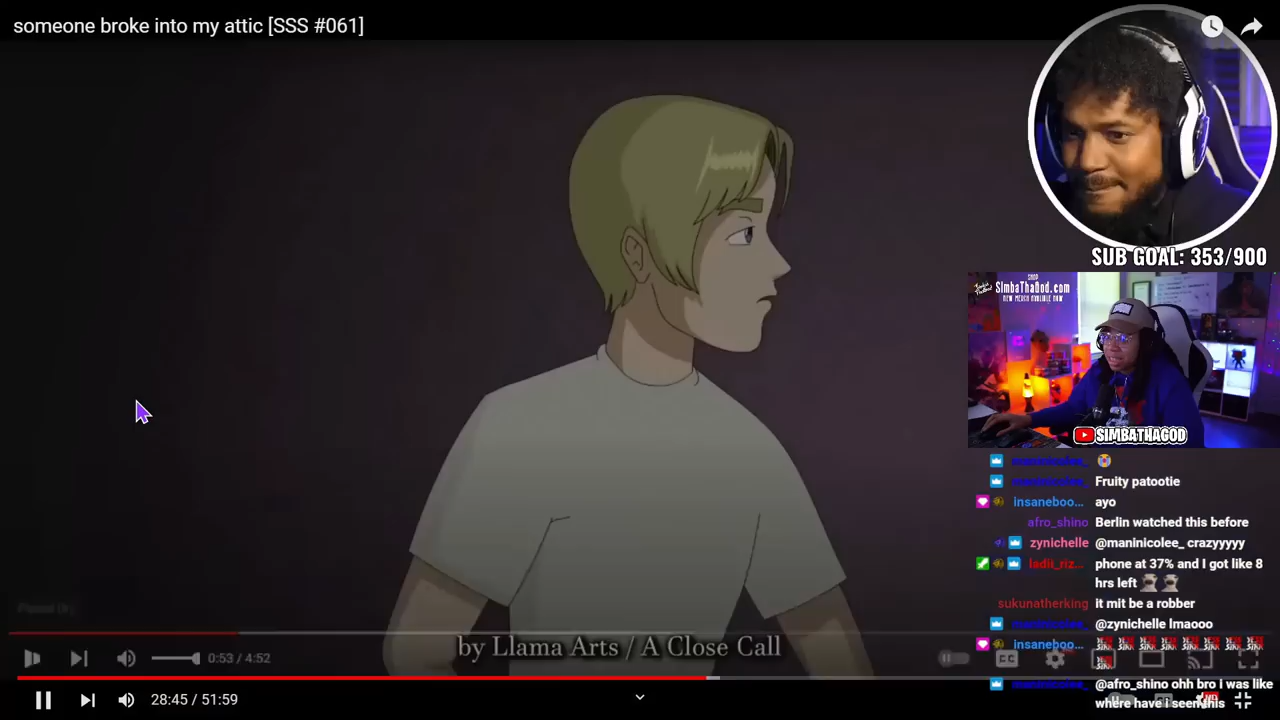 someone broke into my attic [SSS #061]
SUB GOAL: 353/900
SHOP
SimbaThaGod.com
NEW MERCH AVAILABLE NOW
SIMBATHAGOD
Fruity patootie
insaneboo... ayo
afro_shino Berlin watched this before
zynichelle @maninicolee_ crazyyyyy
ladii_riz... phone at 37% and I got like 8
hrs left
sukunatherking it mit be a robber
@zynichelle lmaooo
insaneboo...
@afro_shino ohh bro I was like
where have i seen this
by Llama Arts / A Close Call
0:53 / 4:52
CC
28:45 / 51:59